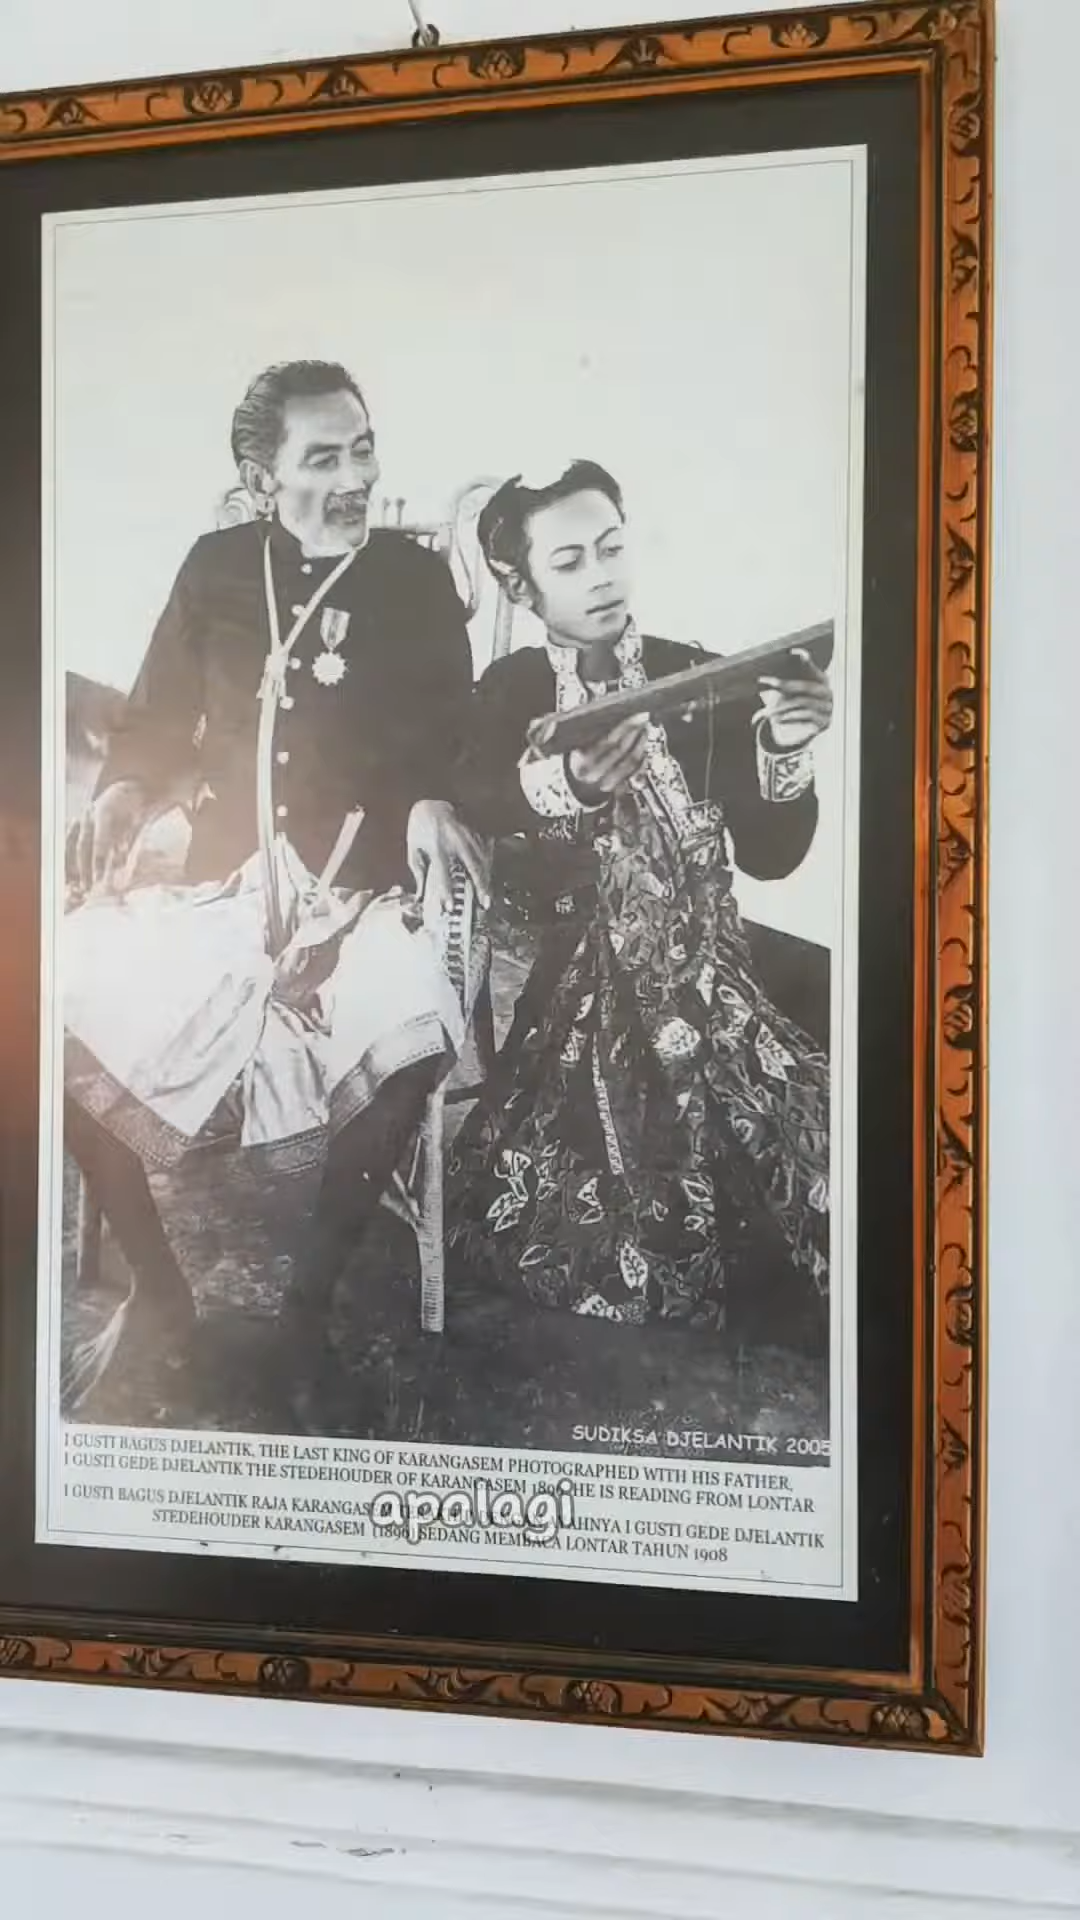 SUDIKSA DJELANTIK 2005
I GUSTI BAGUS DJELANTIK, THE LAST KING OF KARANGASEM PHOTOGRAPHED WITH HIS FATHER,
I GUSTI GEDE DJELANTIK THE STEDEHOUDER OF KARANGASEM 1896 HE IS READING FROM LONTAR
apalagi
I GUSTI BAGUS DJELANTIK RAJA KARANGASEM I GUSTI GEDE DJELANTIK
STEDEHOUDER KARANGASEM (1896) SEDANG MEMBACA LONTAR TAHUN 1908